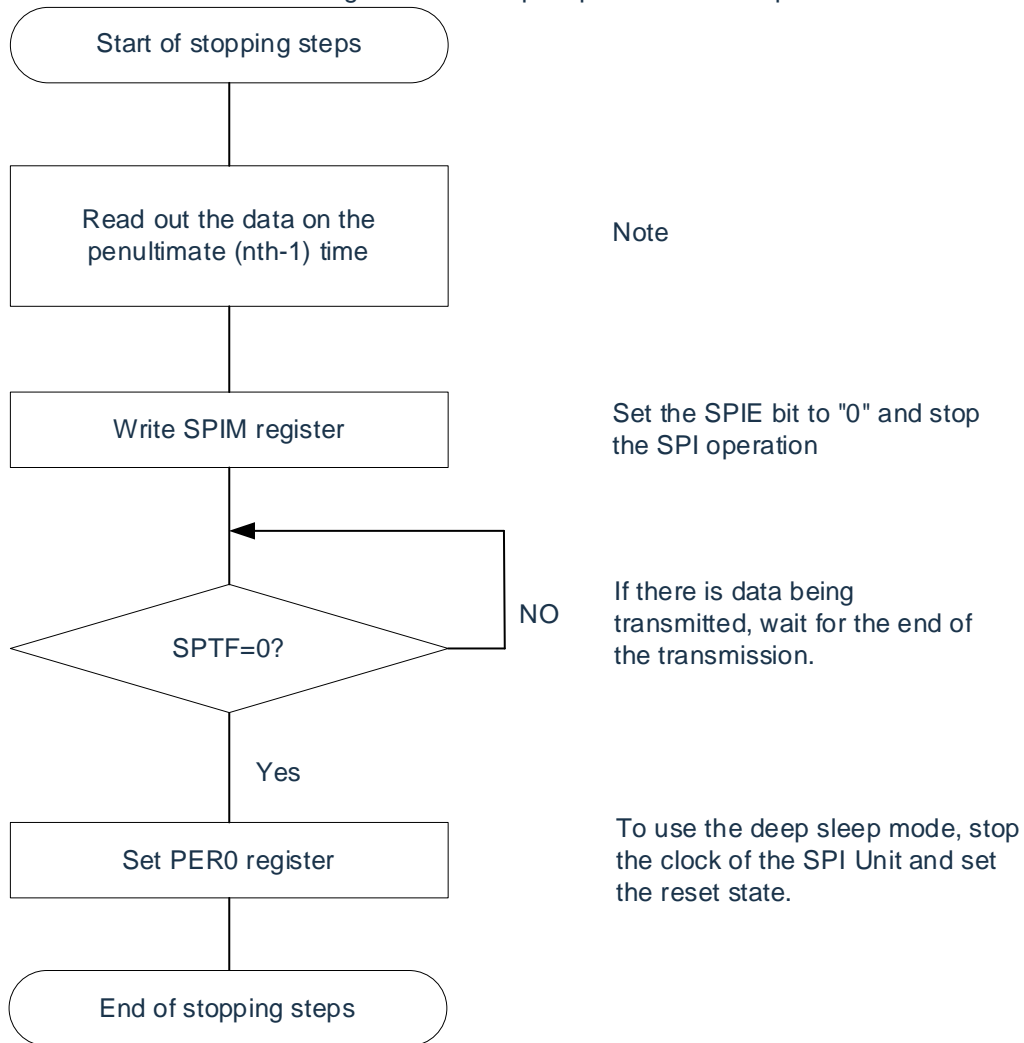 Start of stopping steps
Read out the data on the
penultimate (nth-1) time
Note
Write SPIM register
Set the SPIE bit to "0" and stop
the SPI operation
SPTF=0?
NO
If there is data being
transmitted, wait for the end of
the transmission.
Yes
Set PER0 register
To use the deep sleep mode, stop
the clock of the SPI Unit and set
the reset state.
End of stopping steps